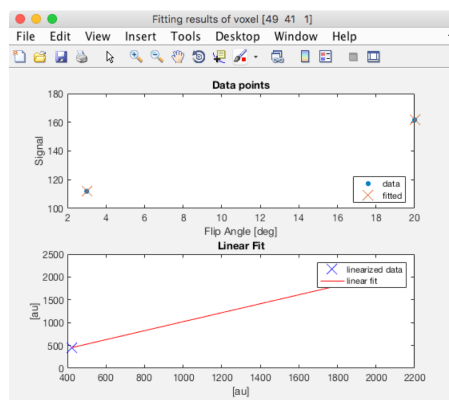 Fitting results of voxel [49 41 1]
File Edit View Insert Tools Desktop Window Help
Data points
180
160
140
120
100
Signal
2 4 6 8 10 12 14 16 18 20
Flip Angle [deg]
data
fitted
Linear Fit
2500
2000
1500
1000
500
0
[au]
400 600 800 1000 1200 1400 1600 1800 2000 2200
[au]
linearized data
linear fit